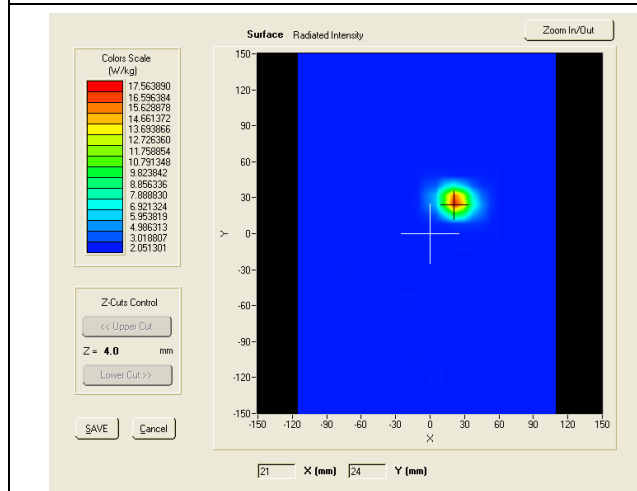 Surface Radiated Intensity
Zoom In/Out
Colors Scale
(W/kg)
17.563890
16.596384
15.628878
14.661372
13.693866
12.726360
11.758854
10.791348
9.823842
8.856336
7.888830
6.921324
5.953819
4.986313
3.018807
2.051301
Z-Cuts Control
<< Upper Cut
Z = 4.0 mm
Lower Cut >>
SAVE Cancel
150
120
90
60
30
0
-30
-60
-90
-120
-150
Y
-150 -120 -90 -60 -30 0 30 60 90 120 150
X
21 X (mm) 24 Y (mm)